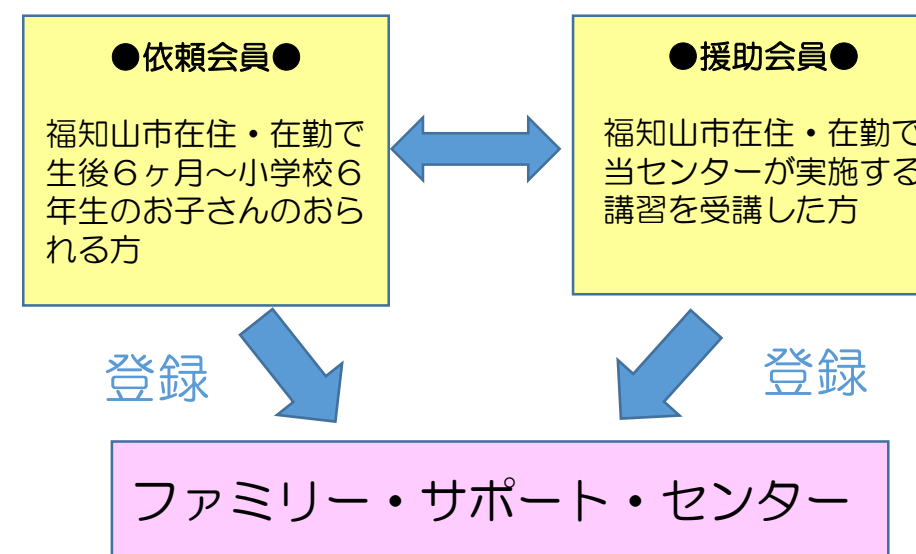 ●依頼会員●
福知山市在住・在勤で
生後６ヶ月～小学校６
年生のお子さんのおら
れる方
●援助会員●
福知山市在住・在勤で
当センターが実施する
講習を受講した方
登録
登録
ファミリー・サポート・センター